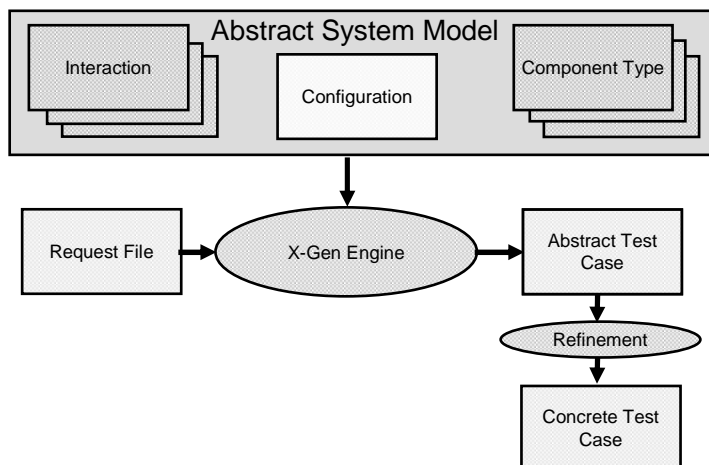 Abstract System Model
Interaction
Configuration
Component Type
Request File
X-Gen Engine
Abstract Test
Case
Refinement
Concrete Test
Case